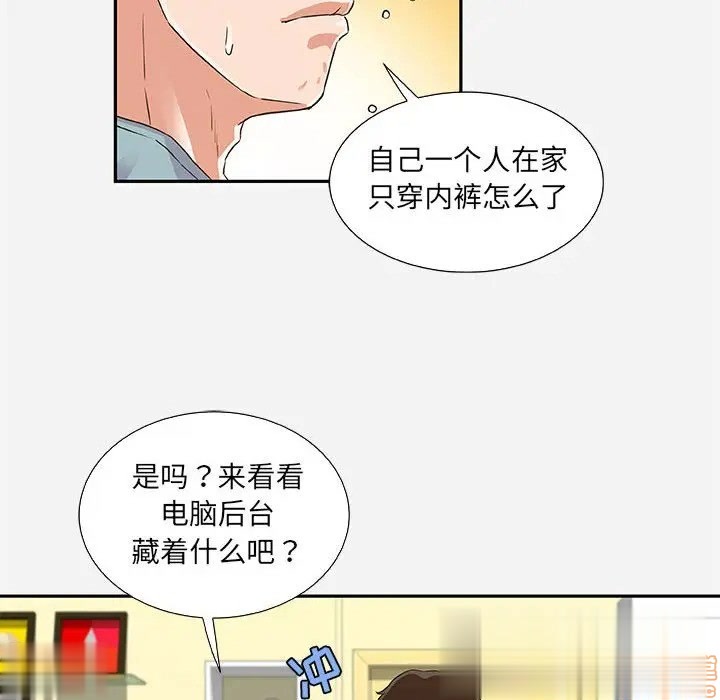 自己一个人在家
只穿内裤怎么了
是吗？来看看
电脑后台
藏着什么吧？
冲